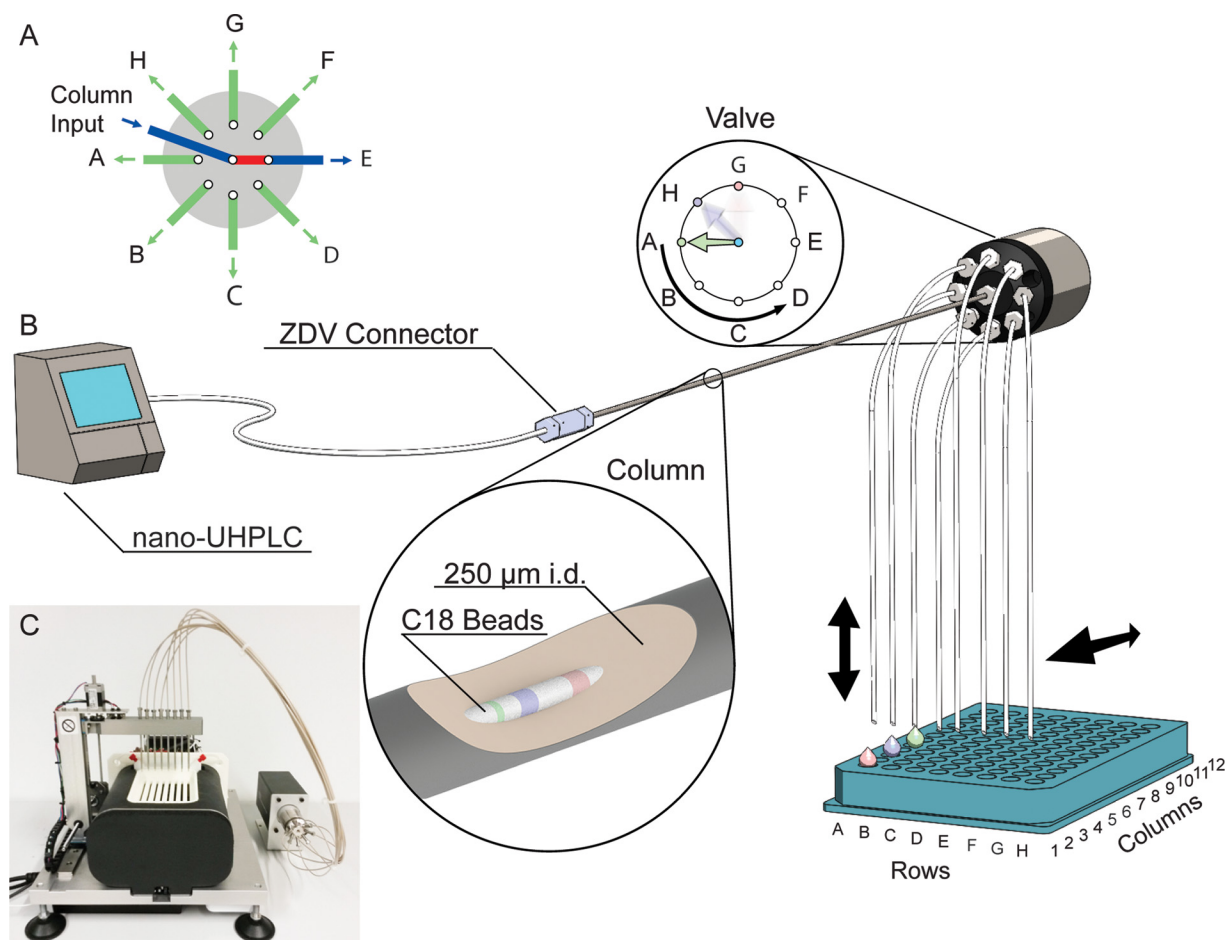 A
G
H
F
Column
Input
A
E
B
D
C
Valve
G
H
F
A
E
B
D
C
B
ZDV Connector
nano-UHPLC
Column
250 µm i.d.
C18 Beads
C
A B C D E F G H
Rows
1 2 3 4 5 6 7 8 9 10 11 12
Columns